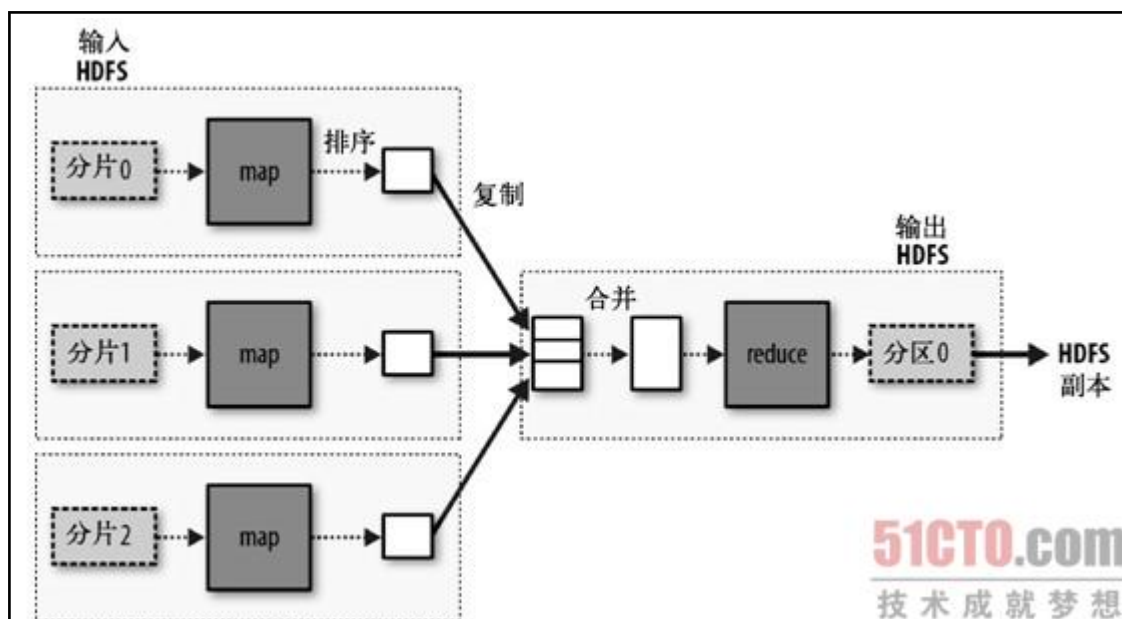 输入
HDFS
分片0
map
排序
复制
分片1
map
分片2
map
合并
reduce
输出
HDFS
分区0
HDFS
副本
51CTO.com
技术成就梦想